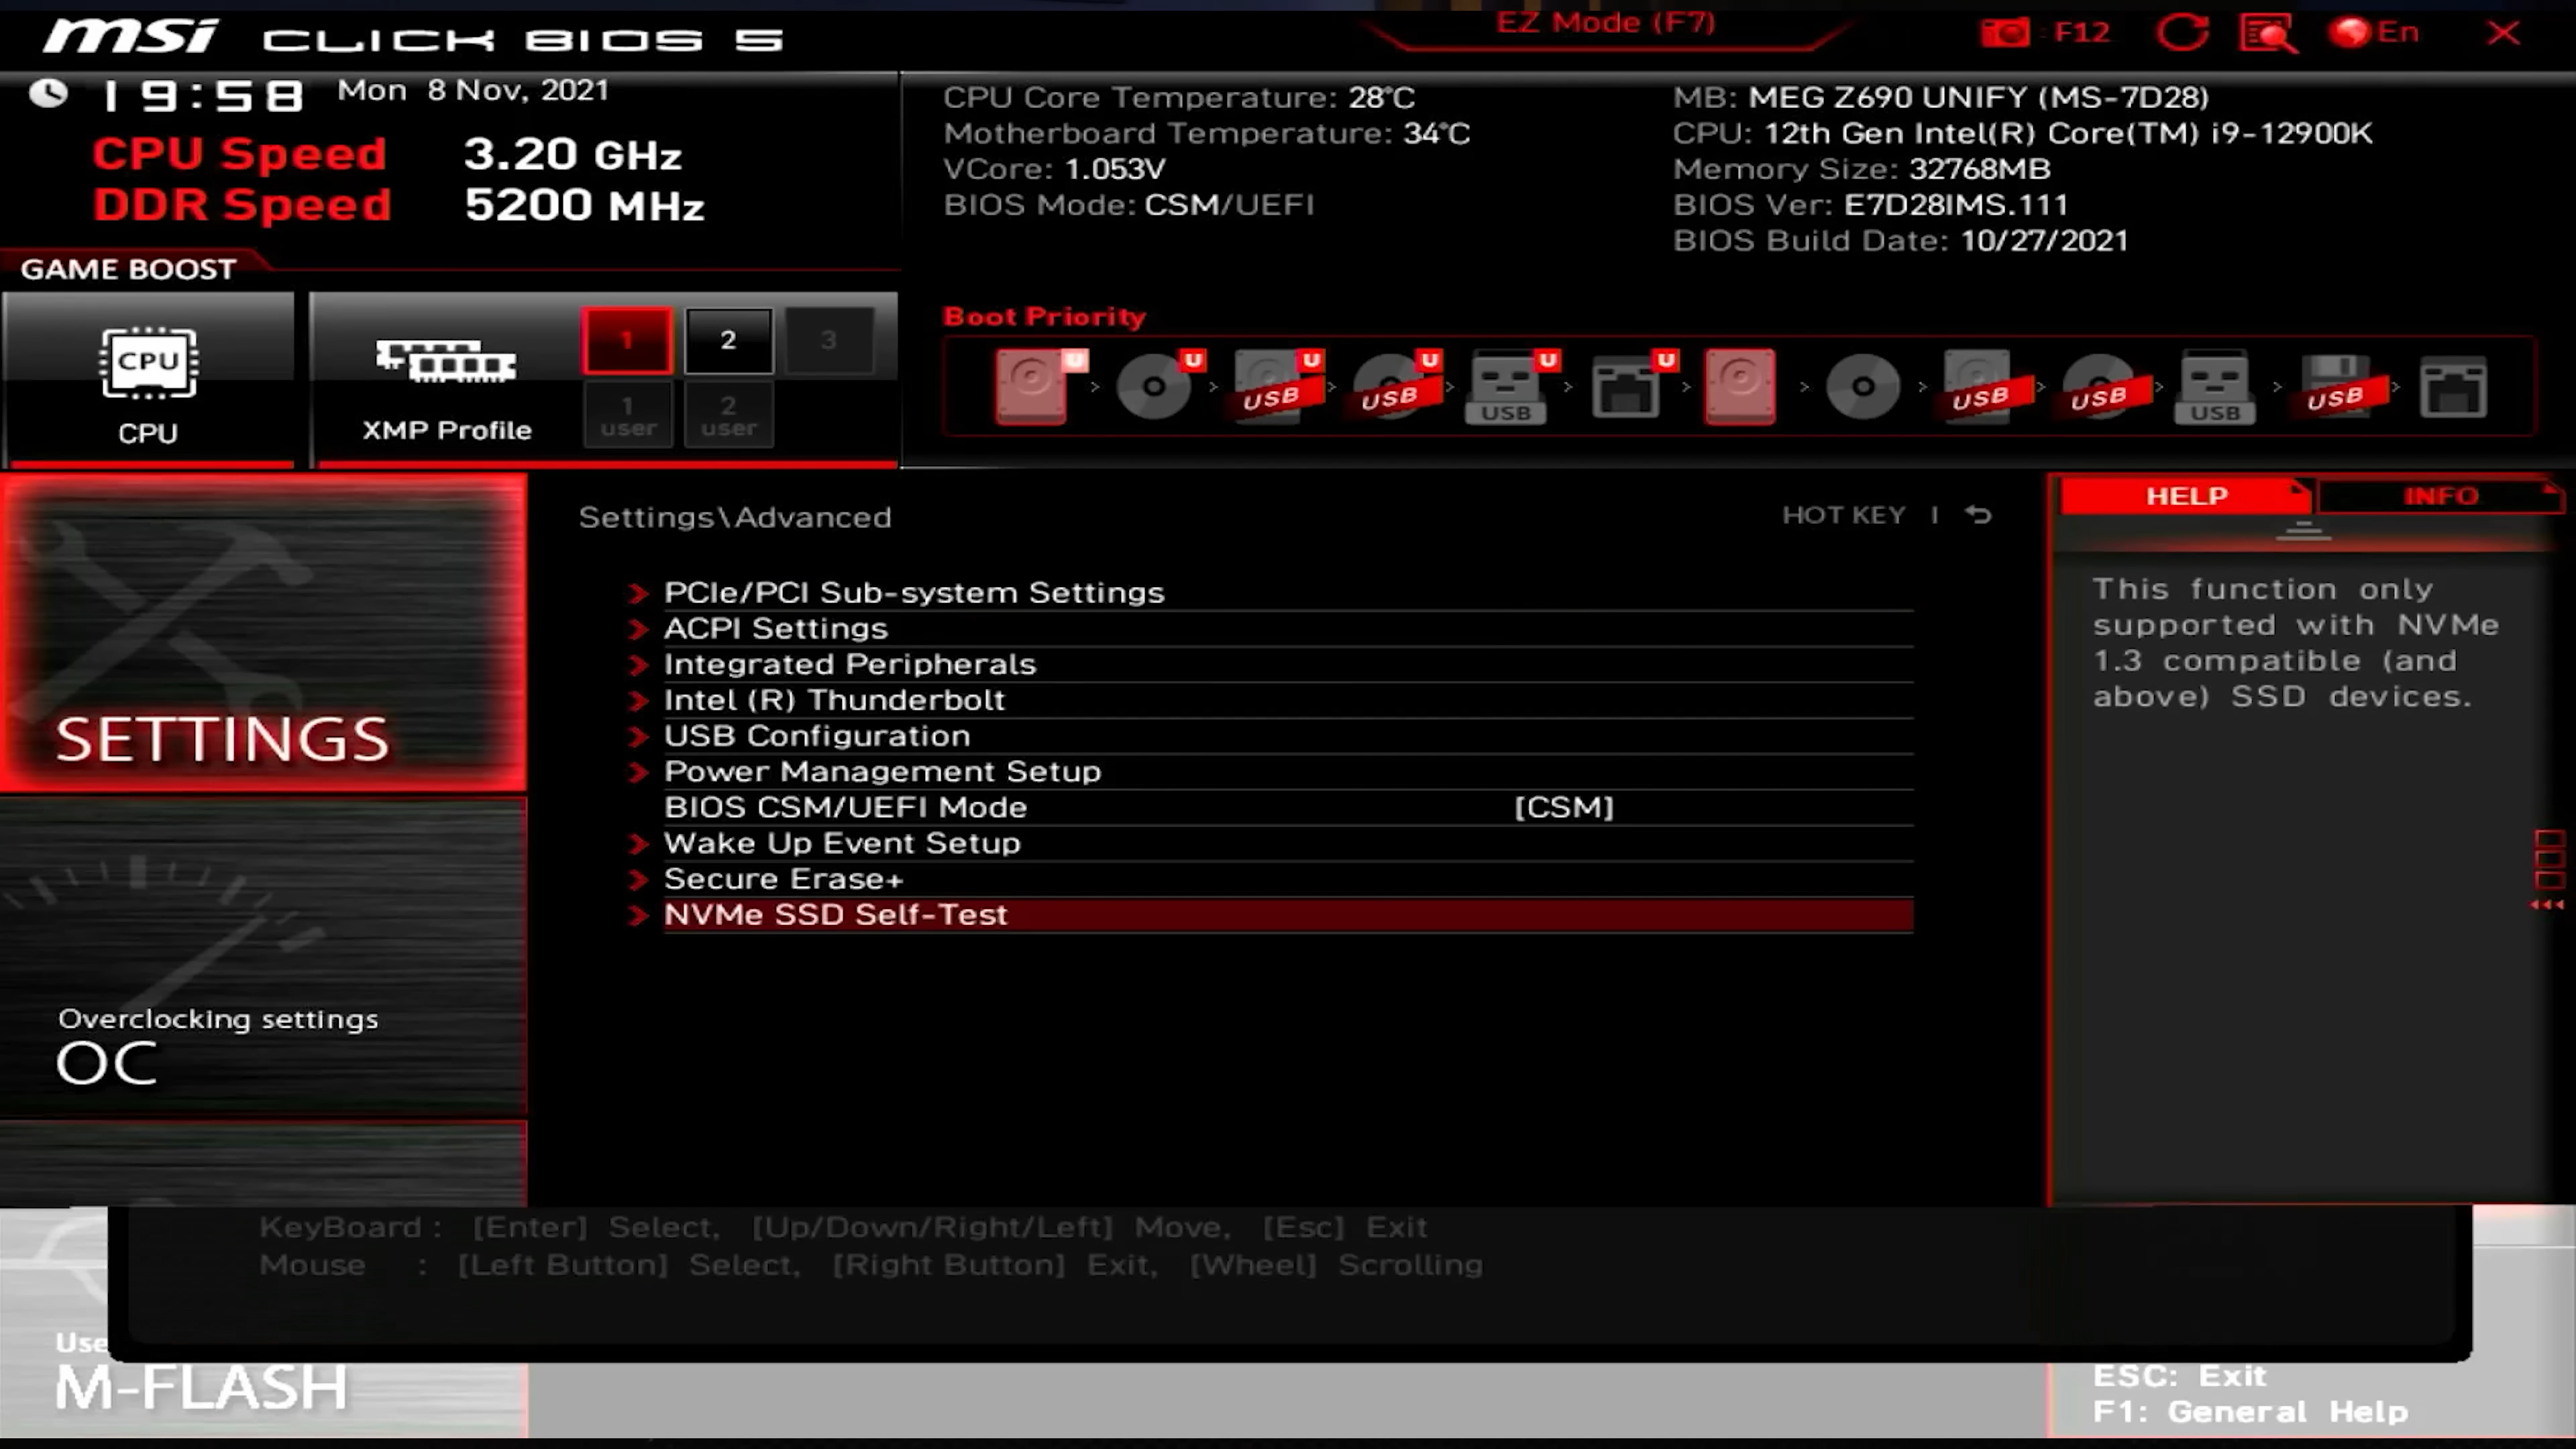 msi CLICK BIOS 5
EZ Mode (F7)
: F12
En
19:58 Mon 8 Nov, 2021
CPU Speed 3.20 GHz
DDR Speed 5200 MHz
CPU Core Temperature: 28°C
Motherboard Temperature: 34°C
VCore: 1.053V
BIOS Mode: CSM/UEFI
MB: MEG Z690 UNIFY (MS-7D28)
CPU: 12th Gen Intel(R) Core(TM) i9-12900K
Memory Size: 32768MB
BIOS Ver: E7D28IMS.111
BIOS Build Date: 10/27/2021
GAME BOOST
CPU
CPU
XMP Profile
1 2 3
1 user 2 user
Boot Priority
U U U USB U USB U USB U USB USB USB USB
SETTINGS
Overclocking settings
OC
Use
M-FLASH
Settings\Advanced
HOT KEY |
PCIe/PCI Sub-system Settings
ACPI Settings
Integrated Peripherals
Intel (R) Thunderbolt
USB Configuration
Power Management Setup
BIOS CSM/UEFI Mode [CSM]
Wake Up Event Setup
Secure Erase+
NVMe SSD Self-Test
HELP INFO
This function only
supported with NVMe
1.3 compatible (and
above) SSD devices.
KeyBoard : [Enter] Select, [Up/Down/Right/Left] Move, [Esc] Exit
Mouse : [Left Button] Select, [Right Button] Exit, [Wheel] Scrolling
ESC: Exit
F1: General Help